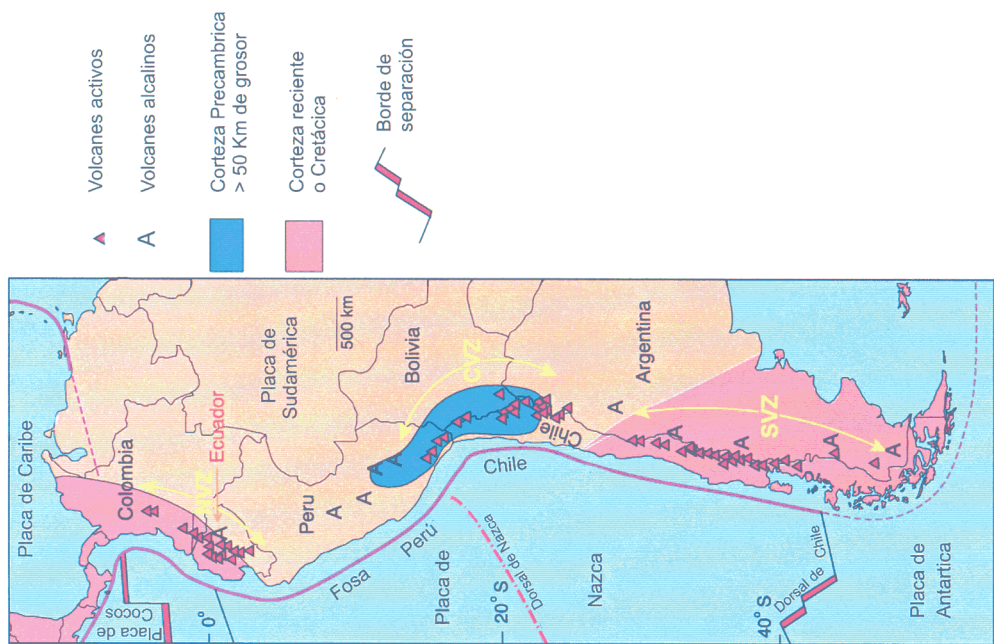 Volcanes activos
A
Volcanes alcalinos
Corteza Precambrica
> 50 Km de grosor
Corteza reciente
o Cretácica
Borde de
separación
Placa de Caribe
Colombia
NVZ
Ecuador
Placa de
Sudamérica
500 km
Peru
Bolivia
CVZ
Chile
Argentina
SVZ
A
A
A
A
A
A
A
A
A
Placa de
Cocos
0°
Fosa
Perú
Chile
Placa de
Nazca
20° S
Dorsal de Nazca
40° S
Dorsal de Chile
Placa de
Antartica